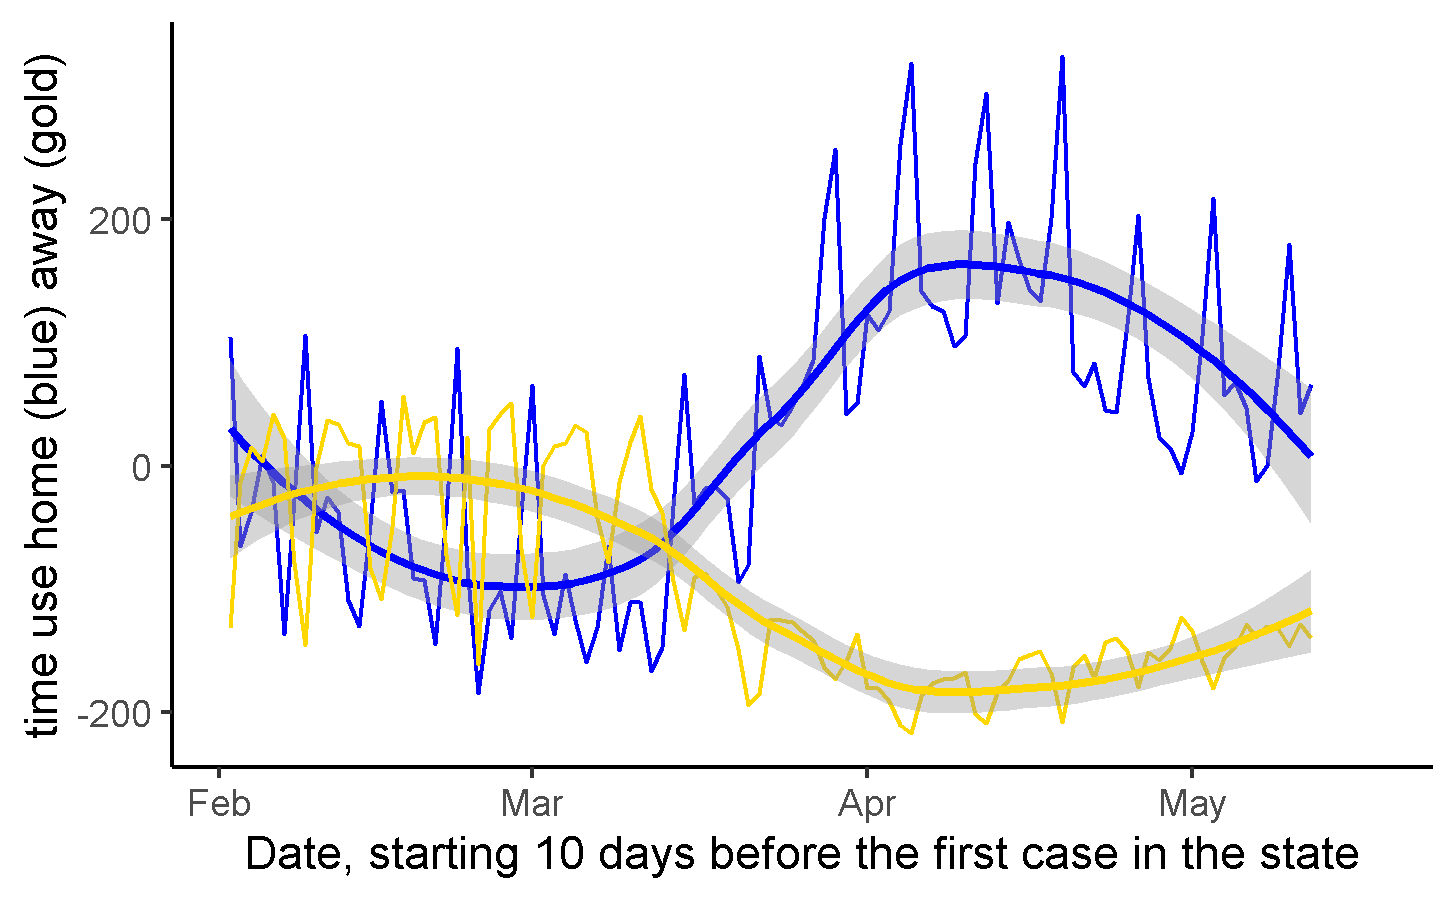 time use home (blue) away (gold)
200
0
-200
Feb Mar Apr May
Date, starting 10 days before the first case in the state